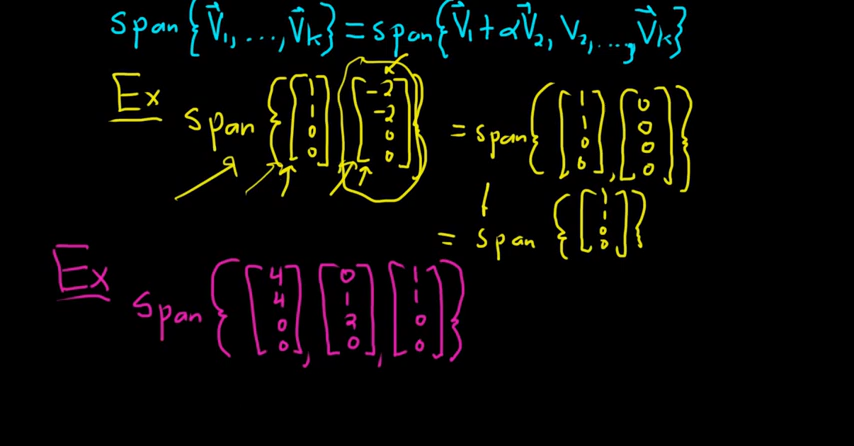 span{V⃗₁, ..., V⃗ₖ} = span{V⃗₁ + αV⃗₂, V₂, ..., V⃗ₖ}
Ex span{[1 1 0 0], [-2 -2 0 0]} = span{[1 1 0 0], [0 0 0 0]}
= span {[1 1 0 0]}
Ex span{[4 4 0 0], [0 1 2 0], [1 1 0 0]}